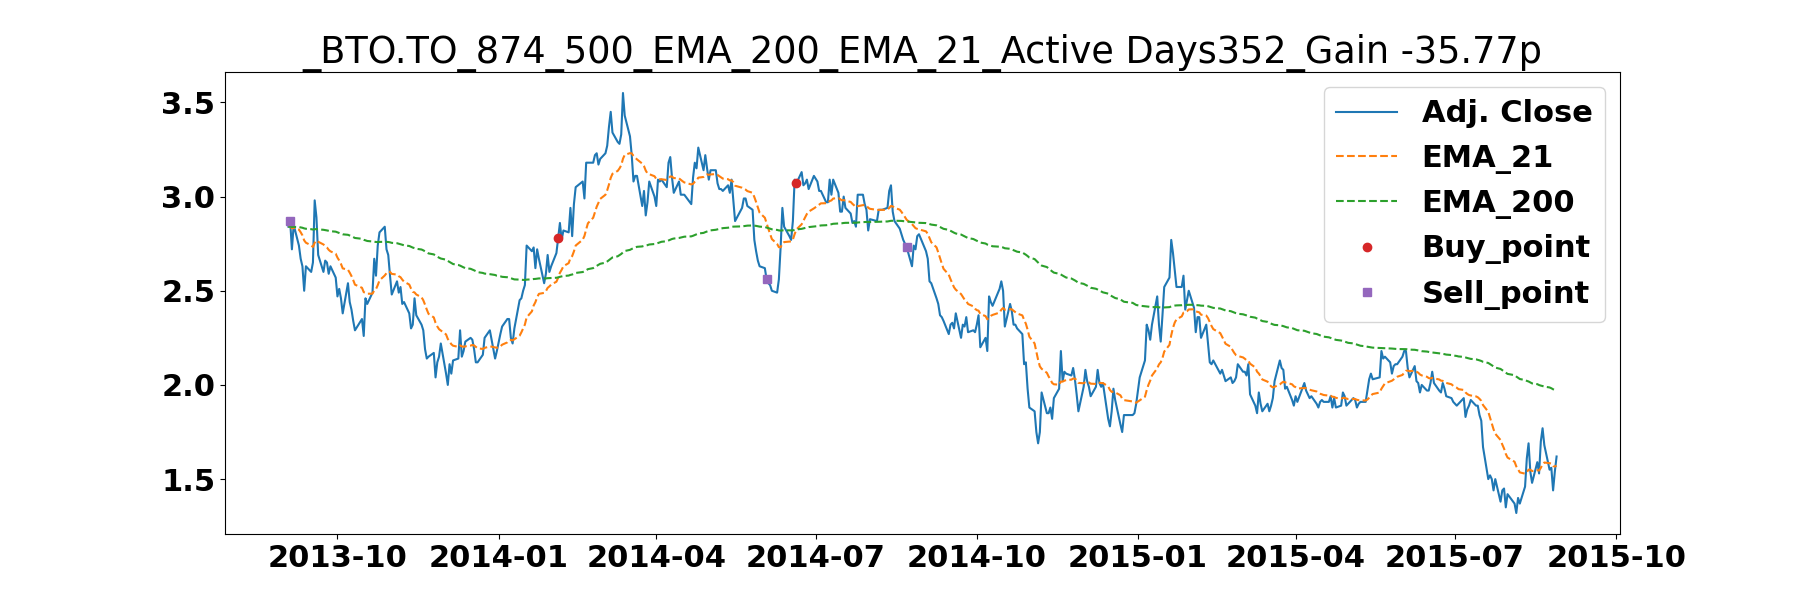 _BTO.TO_874_500_EMA_200_EMA_21_Active Days352_Gain -35.77p
3.5
3.0
2.5
2.0
1.5
Adj. Close
EMA_21
EMA_200
Buy_point
Sell_point
2013-10 2014-01 2014-04 2014-07 2014-10 2015-01 2015-04 2015-07 2015-10